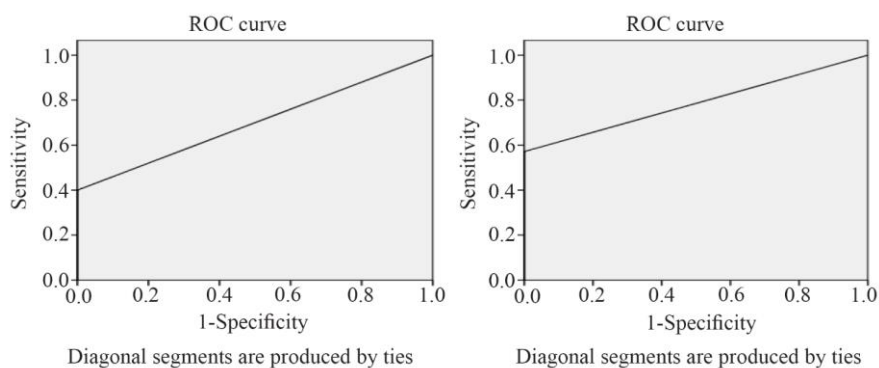 ROC curve
1.0
0.8
0.6
0.4
0.2
0.0
Sensitivity
0.0 0.2 0.4 0.6 0.8 1.0
1-Specificity
Diagonal segments are produced by ties
ROC curve
1.0
0.8
0.6
0.4
0.2
0.0
Sensitivity
0.0 0.2 0.4 0.6 0.8 1.0
1-Specificity
Diagonal segments are produced by ties